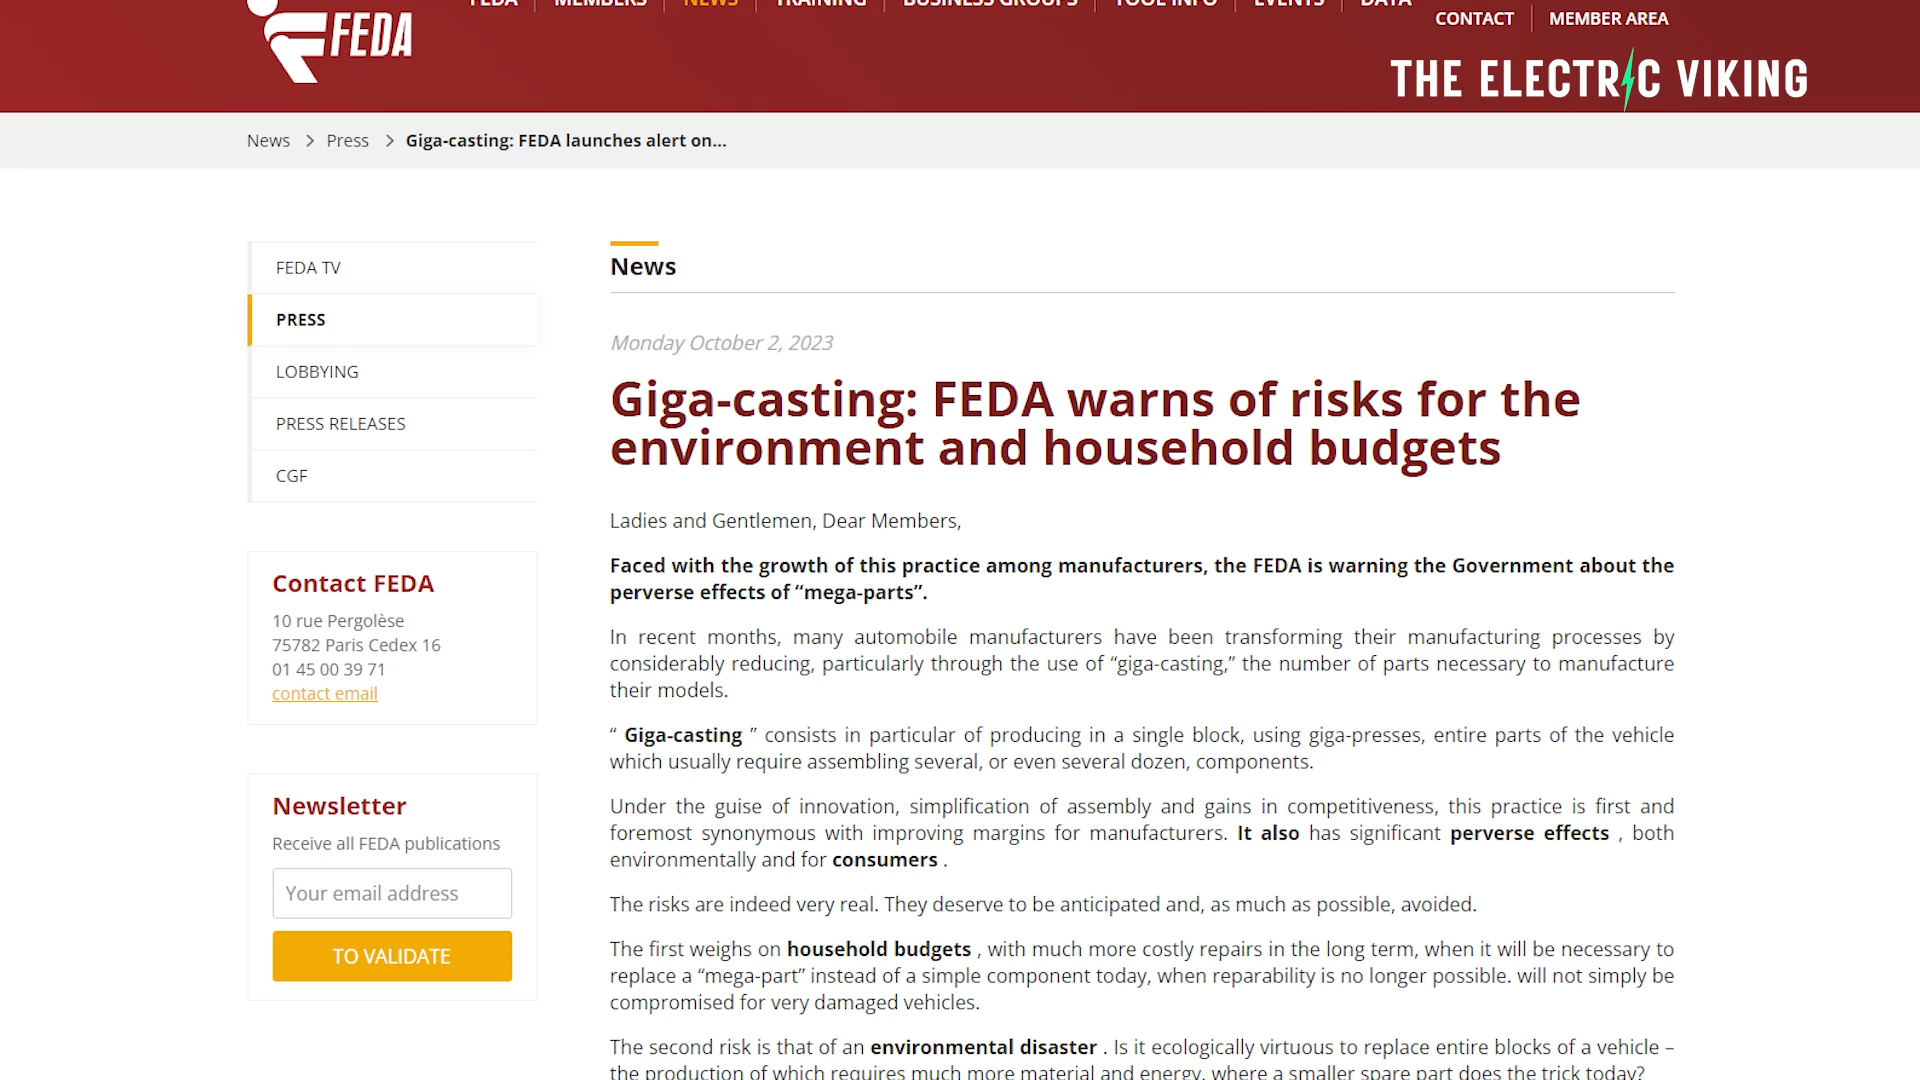 FEDA MEMBERS NEWS TRAINING BUSINESS GROUPS TOOL INFO EVENTS DATA
CONTACT MEMBER AREA
FEDA
THE ELECTRIC VIKING
News > Press > Giga-casting: FEDA launches alert on...
FEDA TV
PRESS
LOBBYING
PRESS RELEASES
CGF
Contact FEDA
10 rue Pergolèse
75782 Paris Cedex 16
01 45 00 39 71
contact email
Newsletter
Receive all FEDA publications
Your email address
TO VALIDATE
News
Monday October 2, 2023
Giga-casting: FEDA warns of risks for the
environment and household budgets
Ladies and Gentlemen, Dear Members,
Faced with the growth of this practice among manufacturers, the FEDA is warning the Government about the
perverse effects of “mega-parts”.
In recent months, many automobile manufacturers have been transforming their manufacturing processes by
considerably reducing, particularly through the use of “giga-casting,” the number of parts necessary to manufacture
their models.
“ Giga-casting ” consists in particular of producing in a single block, using giga-presses, entire parts of the vehicle
which usually require assembling several, or even several dozen, components.
Under the guise of innovation, simplification of assembly and gains in competitiveness, this practice is first and
foremost synonymous with improving margins for manufacturers. It also has significant perverse effects , both
environmentally and for consumers .
The risks are indeed very real. They deserve to be anticipated and, as much as possible, avoided.
The first weighs on household budgets , with much more costly repairs in the long term, when it will be necessary to
replace a “mega-part” instead of a simple component today, when reparability is no longer possible. will not simply be
compromised for very damaged vehicles.
The second risk is that of an environmental disaster . Is it ecologically virtuous to replace entire blocks of a vehicle –
the production of which requires much more material and energy, where a smaller spare part does the trick today?